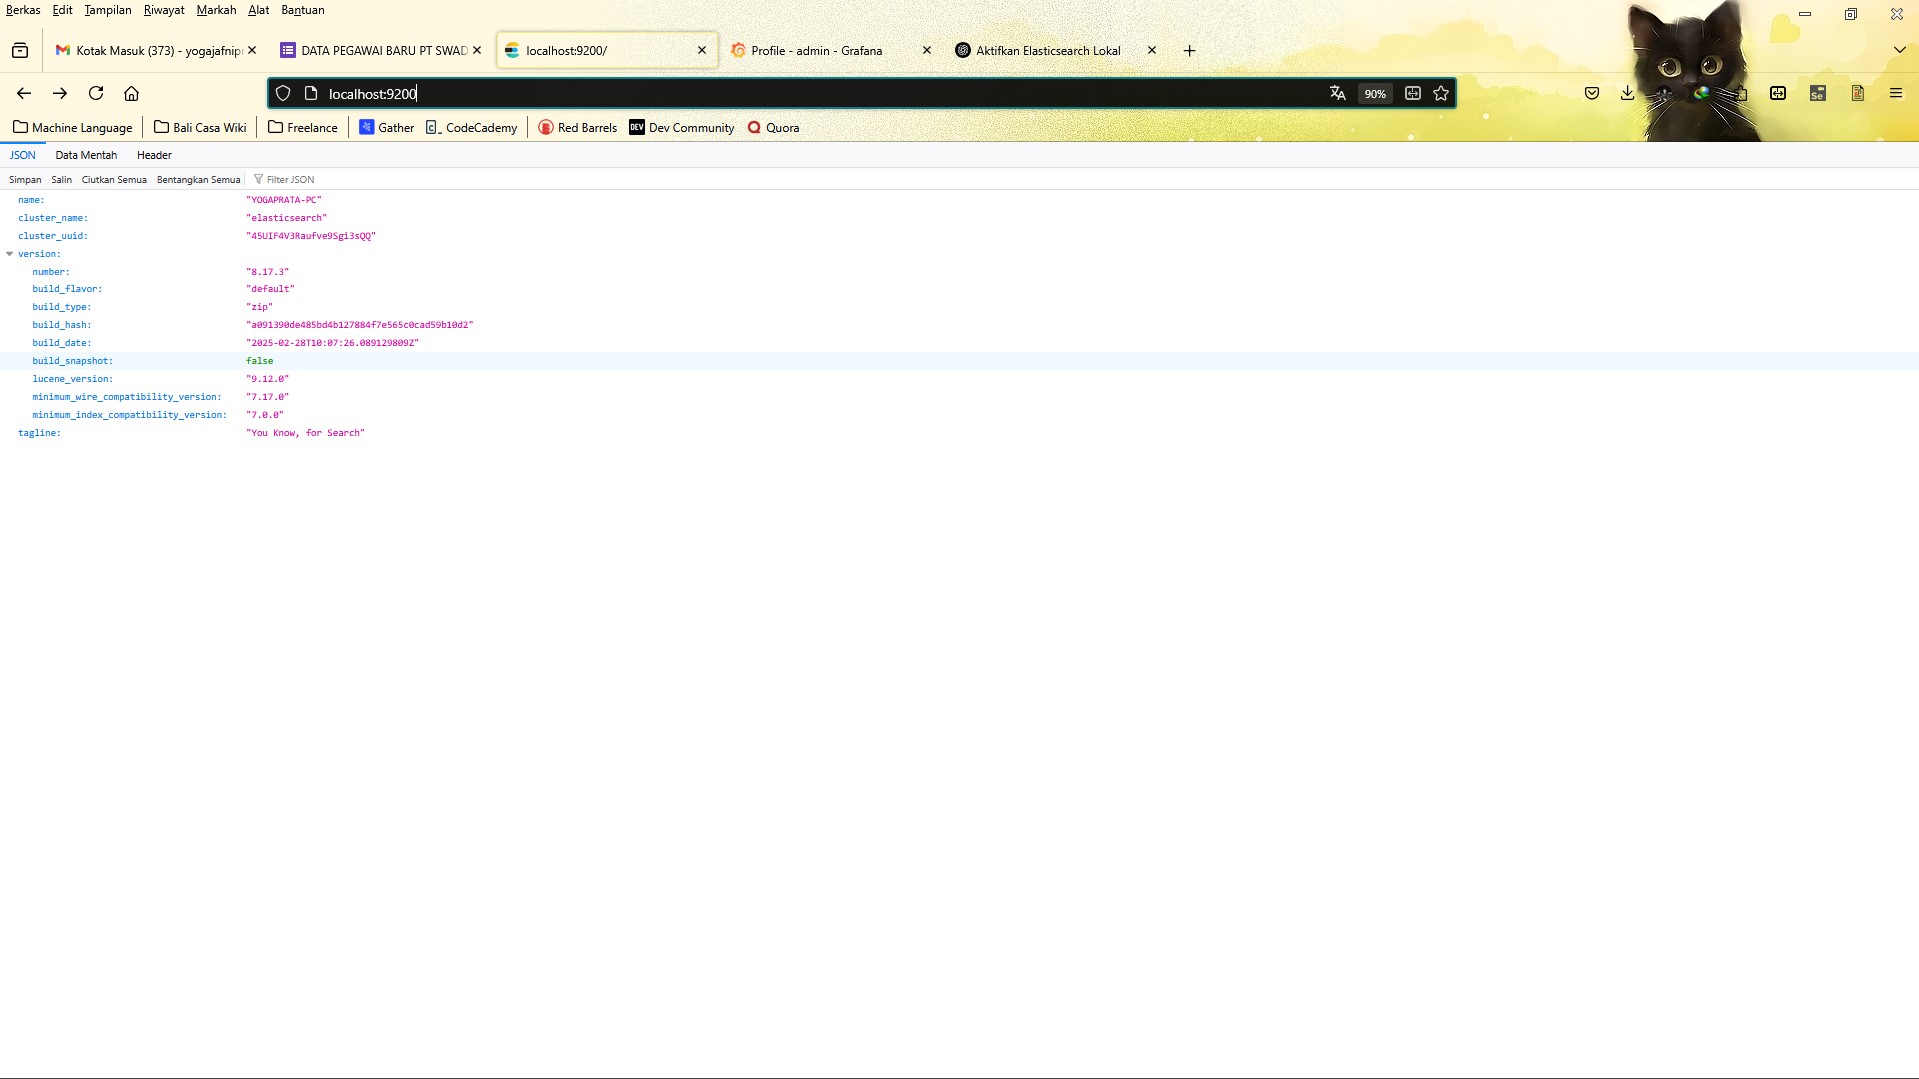 Berkas Edit Tampilan Riwayat Markah Alat Bantuan
Kotak Masuk (373) - yogajafnipr
DATA PEGAWAI BARU PT SWAD
localhost:9200/
Profile - admin - Grafana
Aktifkan Elasticsearch Lokal
localhost:9200
90%
Se
Machine Language
Bali Casa Wiki
Freelance
Gather
CodeCademy
Red Barrels
DEV Dev Community
Quora
JSON Data Mentah Header
Simpan Salin Ciutkan Semua Bentangkan Semua Filter JSON
name: "YOGAPRATA-PC"
cluster_name: "elasticsearch"
cluster_uuid: "45UIF4V3Raufve9Sgi3sQQ"
version:
number: "8.17.3"
build_flavor: "default"
build_type: "zip"
build_hash: "a091390de485bd4b127884f7e565c0cad59b10d2"
build_date: "2025-02-28T10:07:26.089129809Z"
build_snapshot: false
lucene_version: "9.12.0"
minimum_wire_compatibility_version: "7.17.0"
minimum_index_compatibility_version: "7.0.0"
tagline: "You Know, for Search"